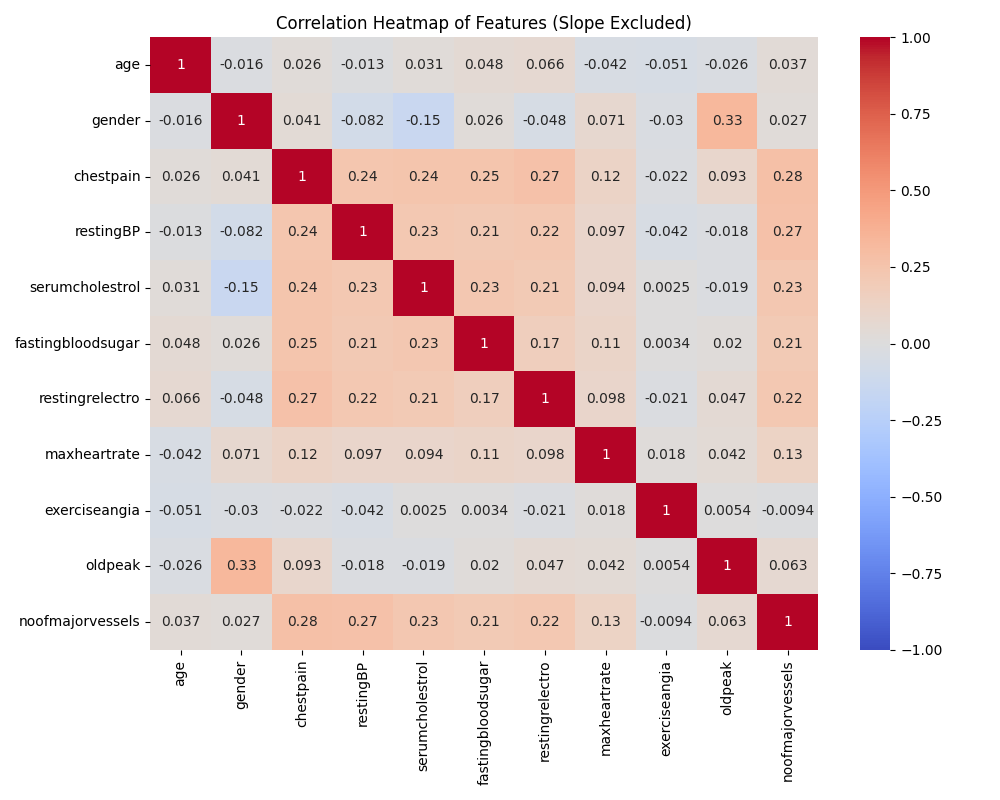 Correlation Heatmap of Features (Slope Excluded)
age 1 -0.016 0.026 -0.013 0.031 0.048 0.066 -0.042 -0.051 -0.026 0.037
gender -0.016 1 0.041 -0.082 -0.15 0.026 -0.048 0.071 -0.03 0.33 0.027
chestpain 0.026 0.041 1 0.24 0.24 0.25 0.27 0.12 -0.022 0.093 0.28
restingBP -0.013 -0.082 0.24 1 0.23 0.21 0.22 0.097 -0.042 -0.018 0.27
serumcholestrol 0.031 -0.15 0.24 0.23 1 0.23 0.21 0.094 0.0025 -0.019 0.23
fastingbloodsugar 0.048 0.026 0.25 0.21 0.23 1 0.17 0.11 0.0034 0.02 0.21
restingrelectro 0.066 -0.048 0.27 0.22 0.21 0.17 1 0.098 -0.021 0.047 0.22
maxheartrate -0.042 0.071 0.12 0.097 0.094 0.11 0.098 1 0.018 0.042 0.13
exerciseangia -0.051 -0.03 -0.022 -0.042 0.0025 0.0034 -0.021 0.018 1 0.0054 -0.0094
oldpeak -0.026 0.33 0.093 -0.018 -0.019 0.02 0.047 0.042 0.0054 1 0.063
noofmajorvessels 0.037 0.027 0.28 0.27 0.23 0.21 0.22 0.13 -0.0094 0.063 1
age
gender
chestpain
restingBP
serumcholestrol
fastingbloodsugar
restingrelectro
maxheartrate
exerciseangia
oldpeak
noofmajorvessels
1.00
0.75
0.50
0.25
0.00
−0.25
−0.50
−0.75
−1.00